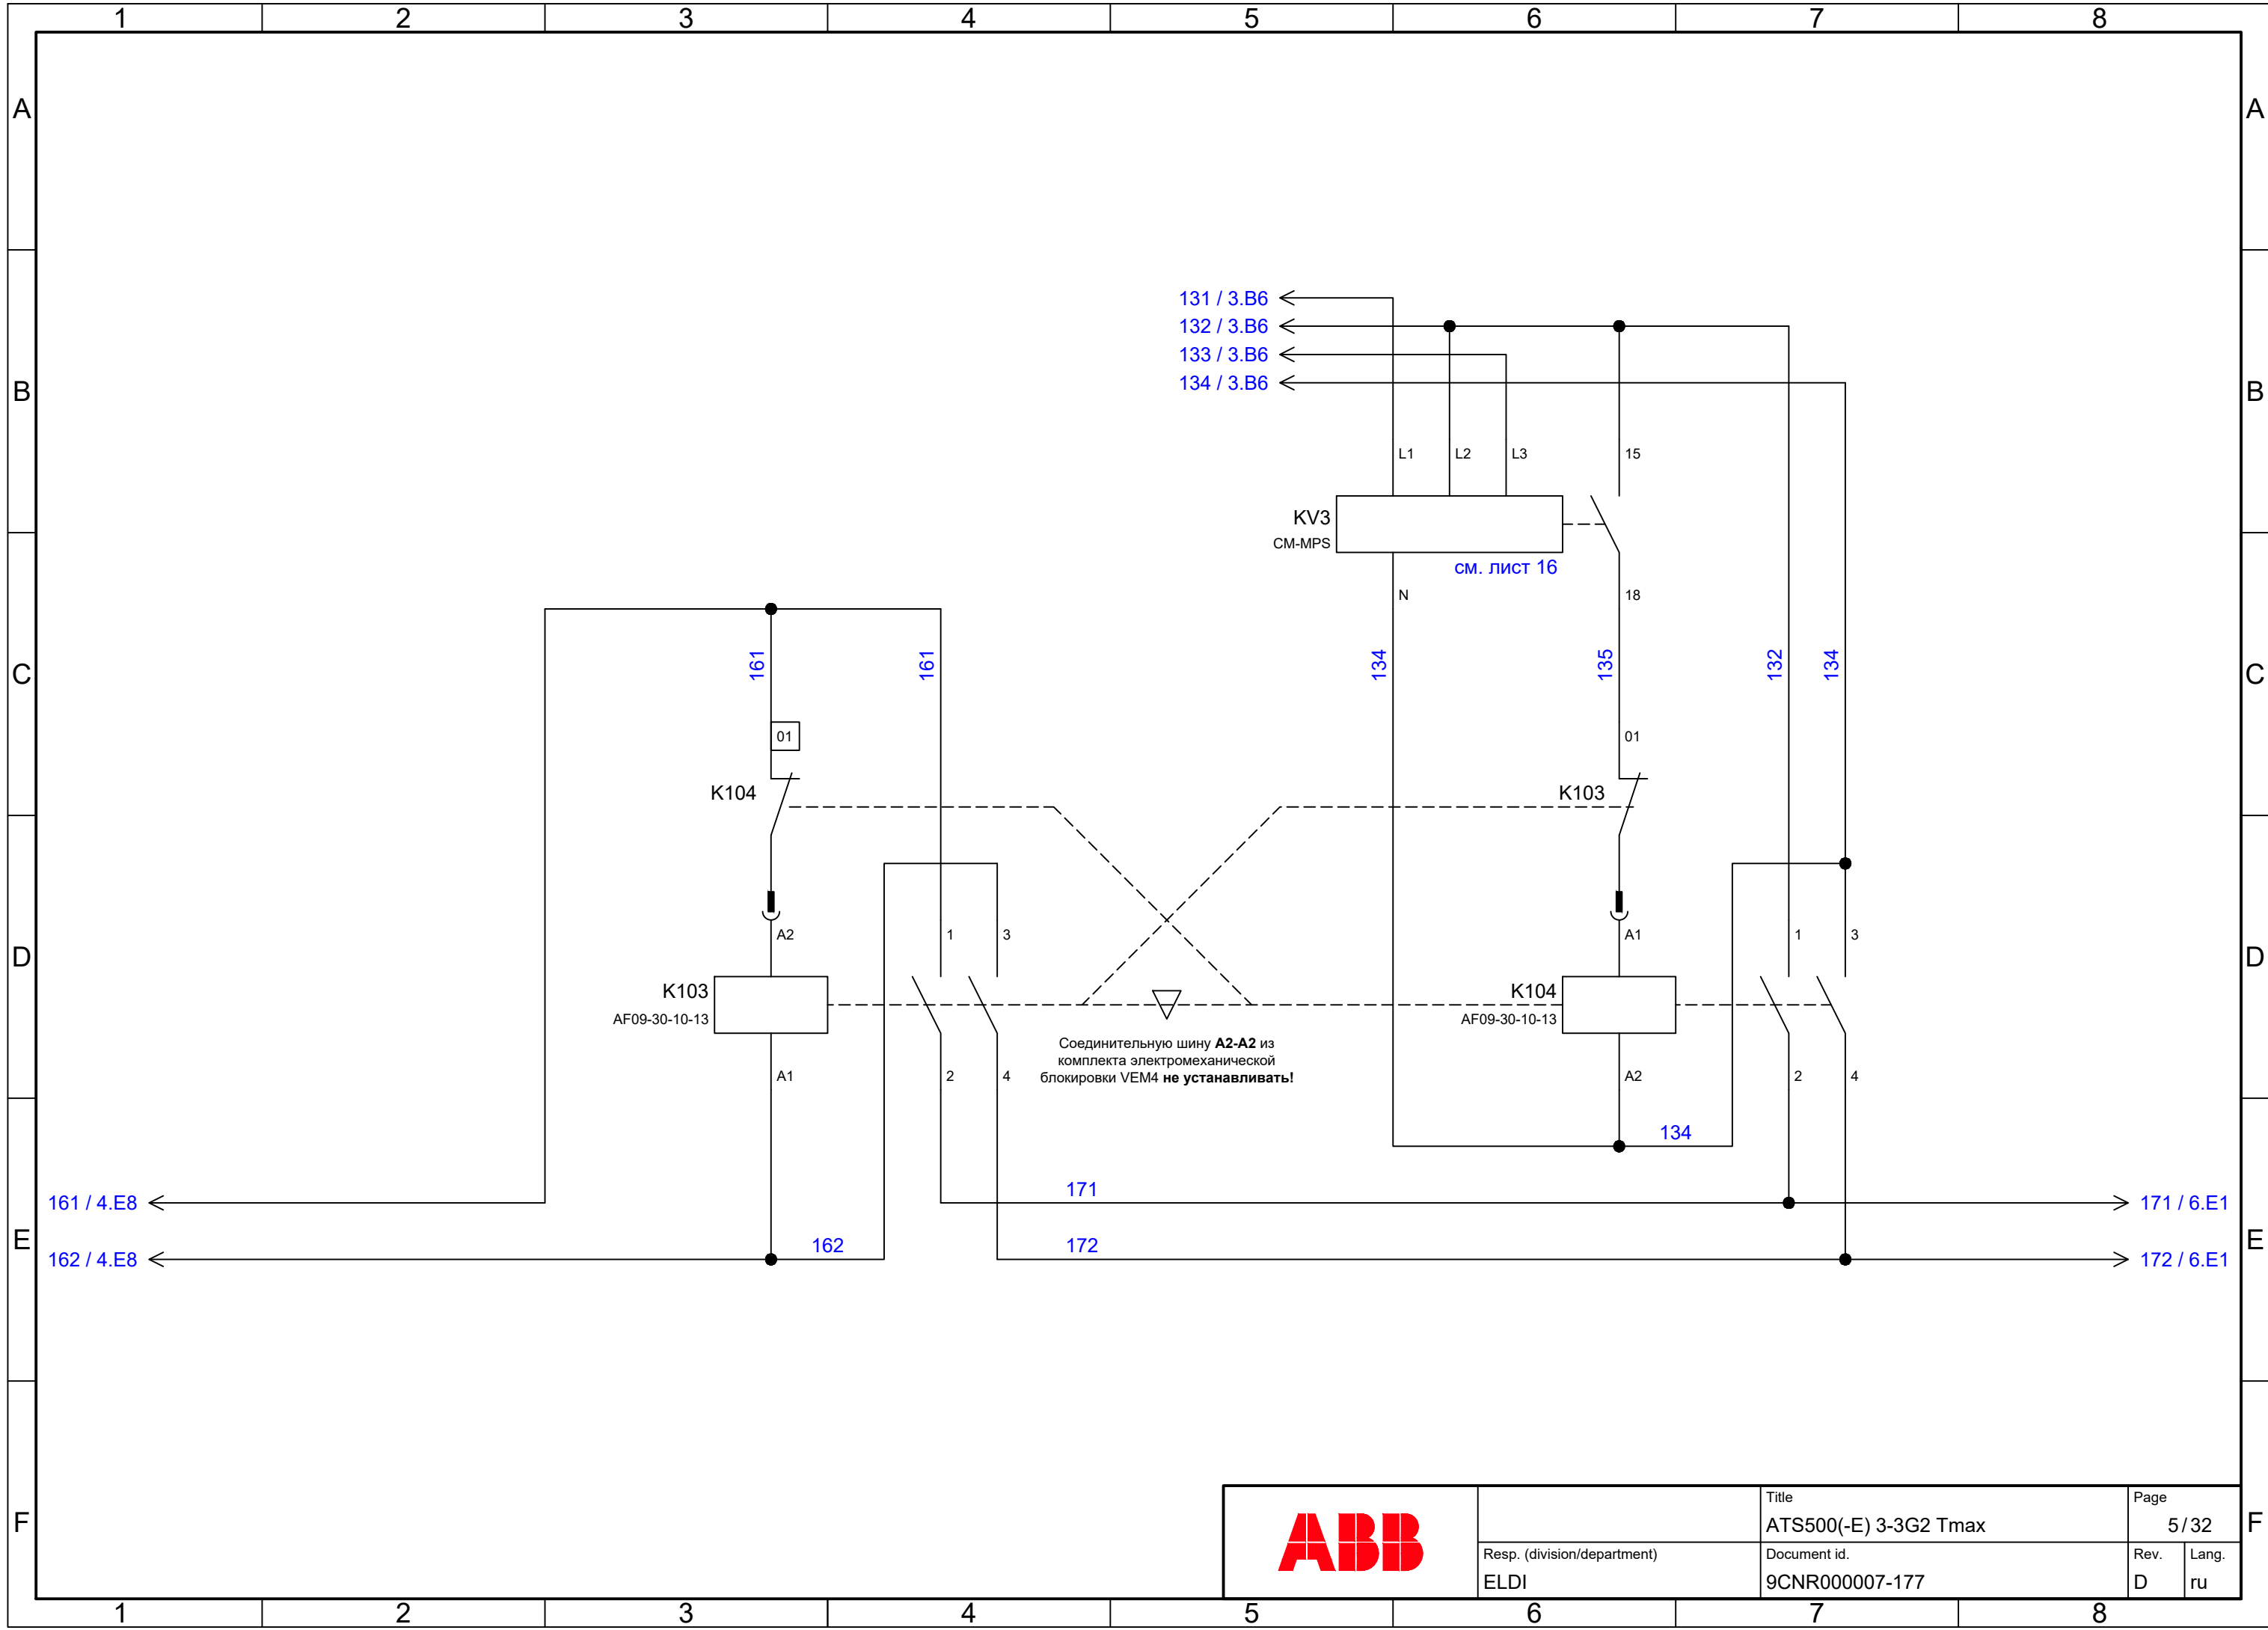 1 2 3 4 5 6 7 8
A A
131 / 3.B6
132 / 3.B6
133 / 3.B6
134 / 3.B6
B B
L1 L2 L3 15
KV3
CM-MPS
см. лист 16
N 18
C C
161 161 134 135 132 134
01 01
K104 K103
A2 1 3 A1 1 3
D D
K103 K104
AF09-30-10-13 AF09-30-10-13
Соединительную шину A2-A2 из
комплекта электромеханической
блокировки VEM4 не устанавливать!
A1 2 4 A2 2 4
134
171
161 / 4.E8 171 / 6.E1
E E
162 172
162 / 4.E8 172 / 6.E1
F F
ABB
Title
ATS500(-E) 3-3G2 Tmax
Page
5/32
Resp. (division/department)
ELDI
Document id.
9CNR000007-177
Rev.
D
Lang.
ru
1 2 3 4 5 6 7 8